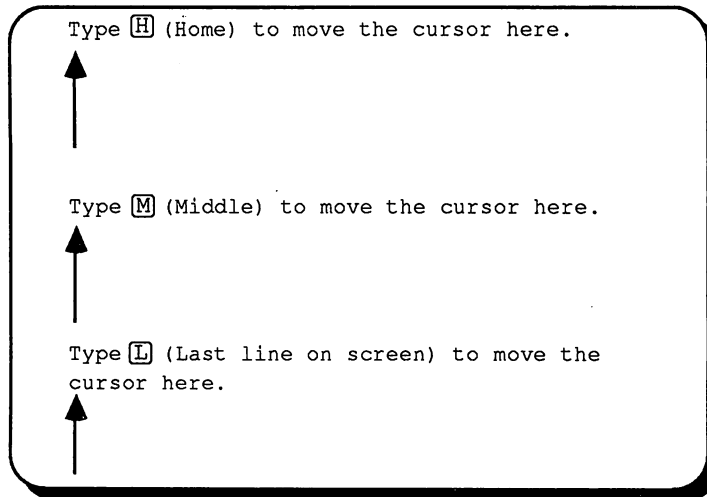 Type H (Home) to move the cursor here.
Type M (Middle) to move the cursor here.
Type L (Last line on screen) to move the
cursor here.